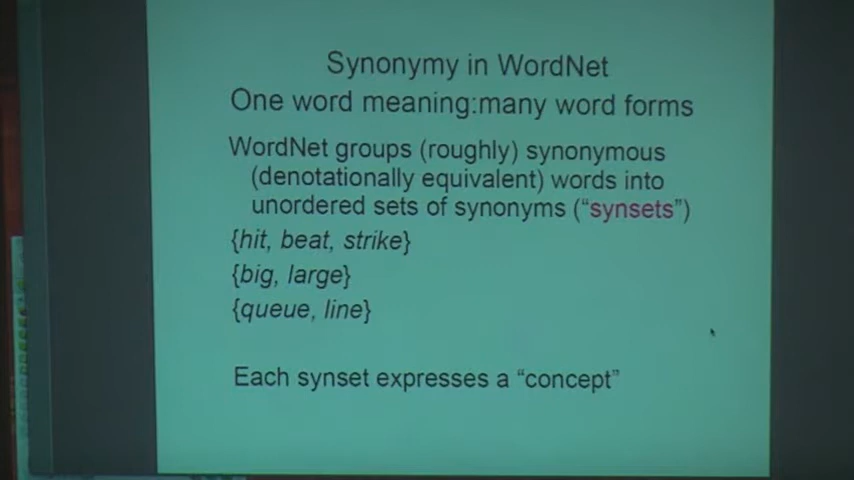 Synonymy in WordNet
One word meaning:many word forms
WordNet groups (roughly) synonymous
(denotationally equivalent) words into
unordered sets of synonyms (“synsets”)
{hit, beat, strike}
{big, large}
{queue, line}
Each synset expresses a “concept”